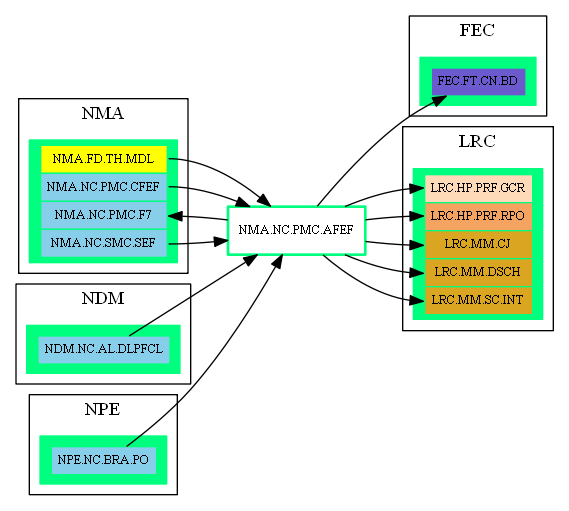 NMA
NMA.FD.TH.MDL
NMA.NC.PMC.CFEF
NMA.NC.PMC.F7
NMA.NC.SMC.SEF
NDM
NDM.NC.AL.DLPFCL
NPE
NPE.NC.BRA.PO
NMA.NC.PMC.AFEF
FEC
FEC.FT.CN.BD
LRC
LRC.HP.PRF.GCR
LRC.HP.PRF.RPO
LRC.MM.CJ
LRC.MM.DSCH
LRC.MM.SC.INT